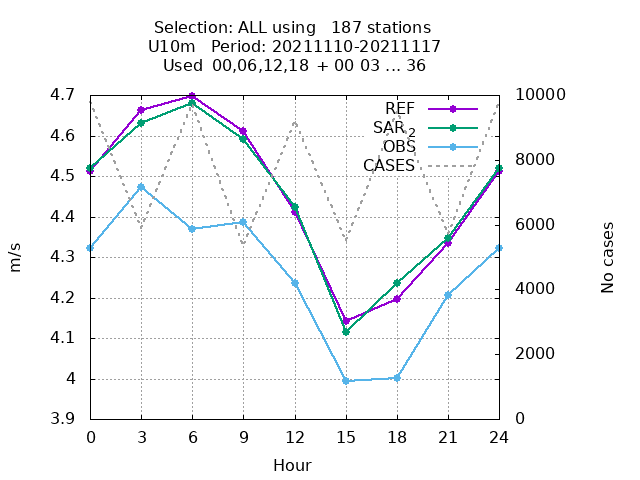 Selection: ALL using   187 stations
U10m   Period: 20211110-20211117
Used  00,06,12,18  + 00 03 ... 36
4.7
4.6
4.5
4.4
4.3
4.2
4.1
4
3.9
m/s
REF
SAR 2
OBS
CASES
10000
8000
6000
4000
2000
0
No cases
0 3 6 9 12 15 18 21 24
Hour